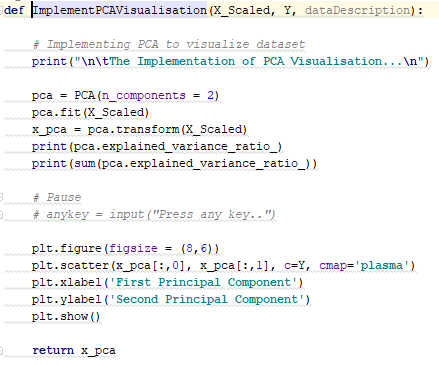 def ImplementPCAVisualisation(X_Scaled, Y, dataDescription):
# Implementing PCA to visualize dataset
print("\n\tThe Implementation of PCA Visualisation...\n")
pca = PCA(n_components = 2)
pca.fit(X_Scaled)
x_pca = pca.transform(X_Scaled)
print(pca.explained_variance_ratio_)
print(sum(pca.explained_variance_ratio_))
# Pause
# anykey = input("Press any key..")
plt.figure(figsize = (8,6))
plt.scatter(x_pca[:,0], x_pca[:,1], c=Y, cmap='plasma')
plt.xlabel('First Principal Component')
plt.ylabel('Second Principal Component')
plt.show()
return x_pca